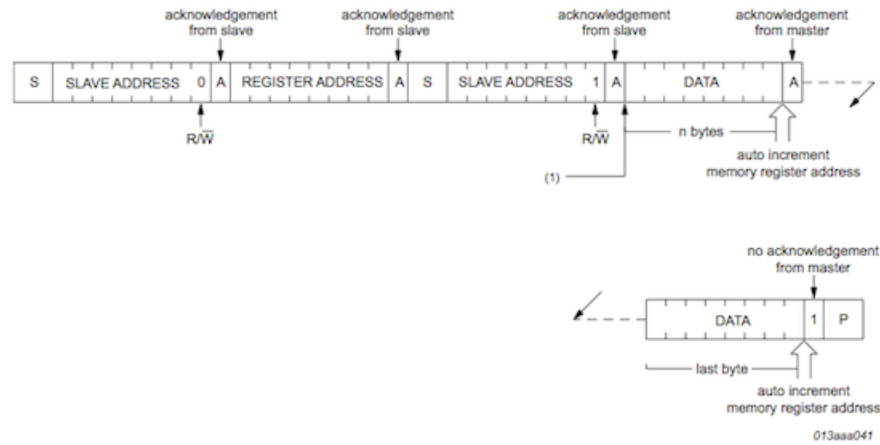 acknowledgement
from slave
acknowledgement
from slave
acknowledgement
from slave
acknowledgement
from master
S SLAVE ADDRESS 0 A REGISTER ADDRESS A S SLAVE ADDRESS 1 A DATA A
R/W̅
R/W̅
n bytes
(1)
auto increment
memory register address
no acknowledgement
from master
DATA 1 P
last byte
auto increment
memory register address
013aaa041